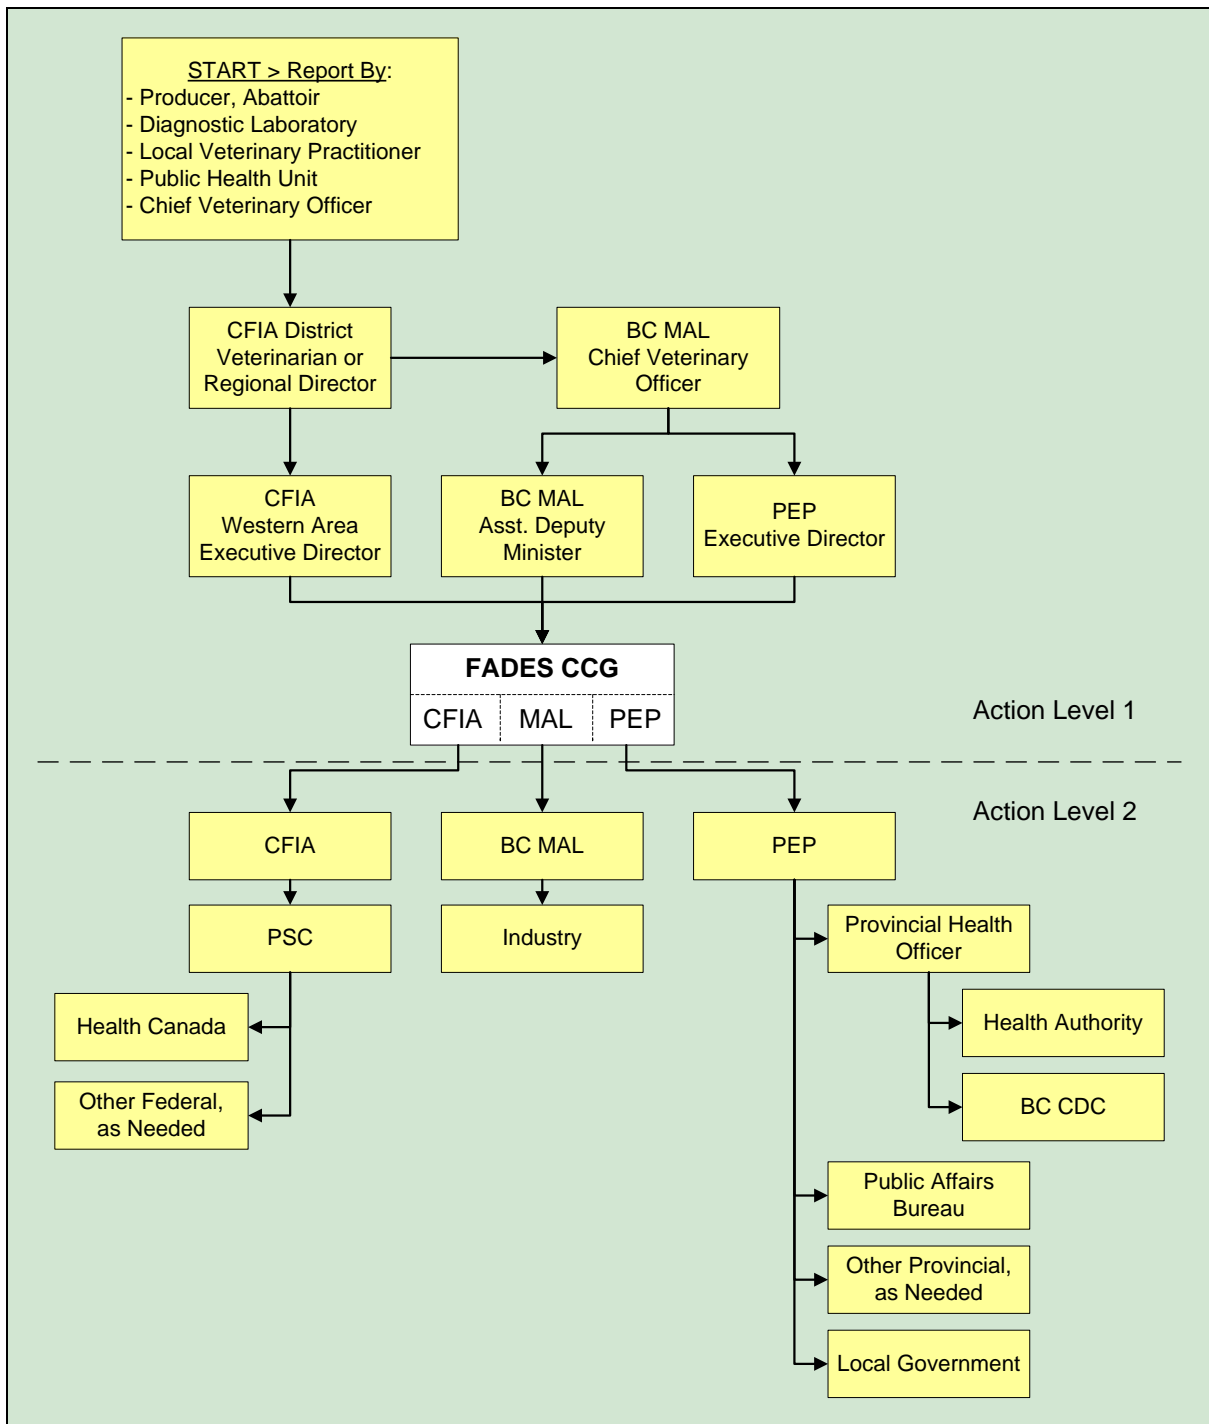 START > Report By:
- Producer, Abattoir
- Diagnostic Laboratory
- Local Veterinary Practitioner
- Public Health Unit
- Chief Veterinary Officer
CFIA District
Veterinarian or
Regional Director
BC MAL
Chief Veterinary
Officer
CFIA
Western Area
Executive Director
BC MAL
Asst. Deputy
Minister
PEP
Executive Director
FADES CCG
CFIA
MAL
PEP
Action Level 1
Action Level 2
CFIA
BC MAL
PEP
PSC
Industry
Provincial Health
Officer
Health Canada
Health Authority
Other Federal,
as Needed
BC CDC
Public Affairs
Bureau
Other Provincial,
as Needed
Local Government